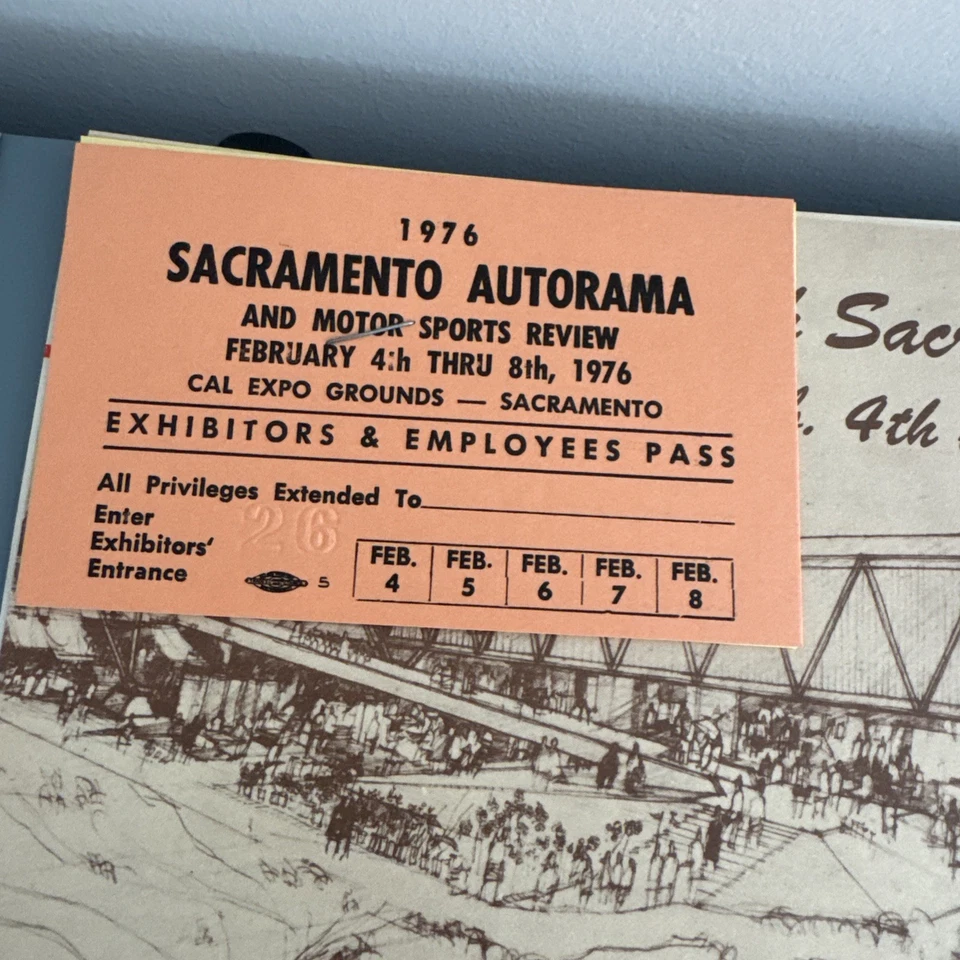 1976
SACRAMENTO AUTORAMA
AND MOTOR SPORTS REVIEW
FEBRUARY 4th THRU 8th, 1976
CAL EXPO GROUNDS — SACRAMENTO
EXHIBITORS & EMPLOYEES PASS
All Privileges Extended To
Enter
Exhibitors'
Entrance
26
5
FEB. 4
FEB. 5
FEB. 6
FEB. 7
FEB. 8
Sac
4th